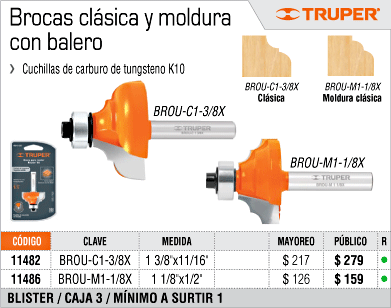 Brocas clásica y moldura
con balero
TRUPER
› Cuchillas de carburo de tungsteno K10
BROU-C1-3/8X
Clásica
BROU-M1-1/8X
Moldura clásica
BROU-C1-3/8X
BROU-M1-1/8X
TRUPER
TRUPER
TRUPER
CÓDIGO CLAVE MEDIDA MAYOREO PÚBLICO R
11482 BROU-C1-3/8X 1 3/8"x11/16" $ 217 $ 279
11486 BROU-M1-1/8X 1 1/8"x1/2" $ 126 $ 159
BLISTER / CAJA 3 / MÍNIMO A SURTIR 1